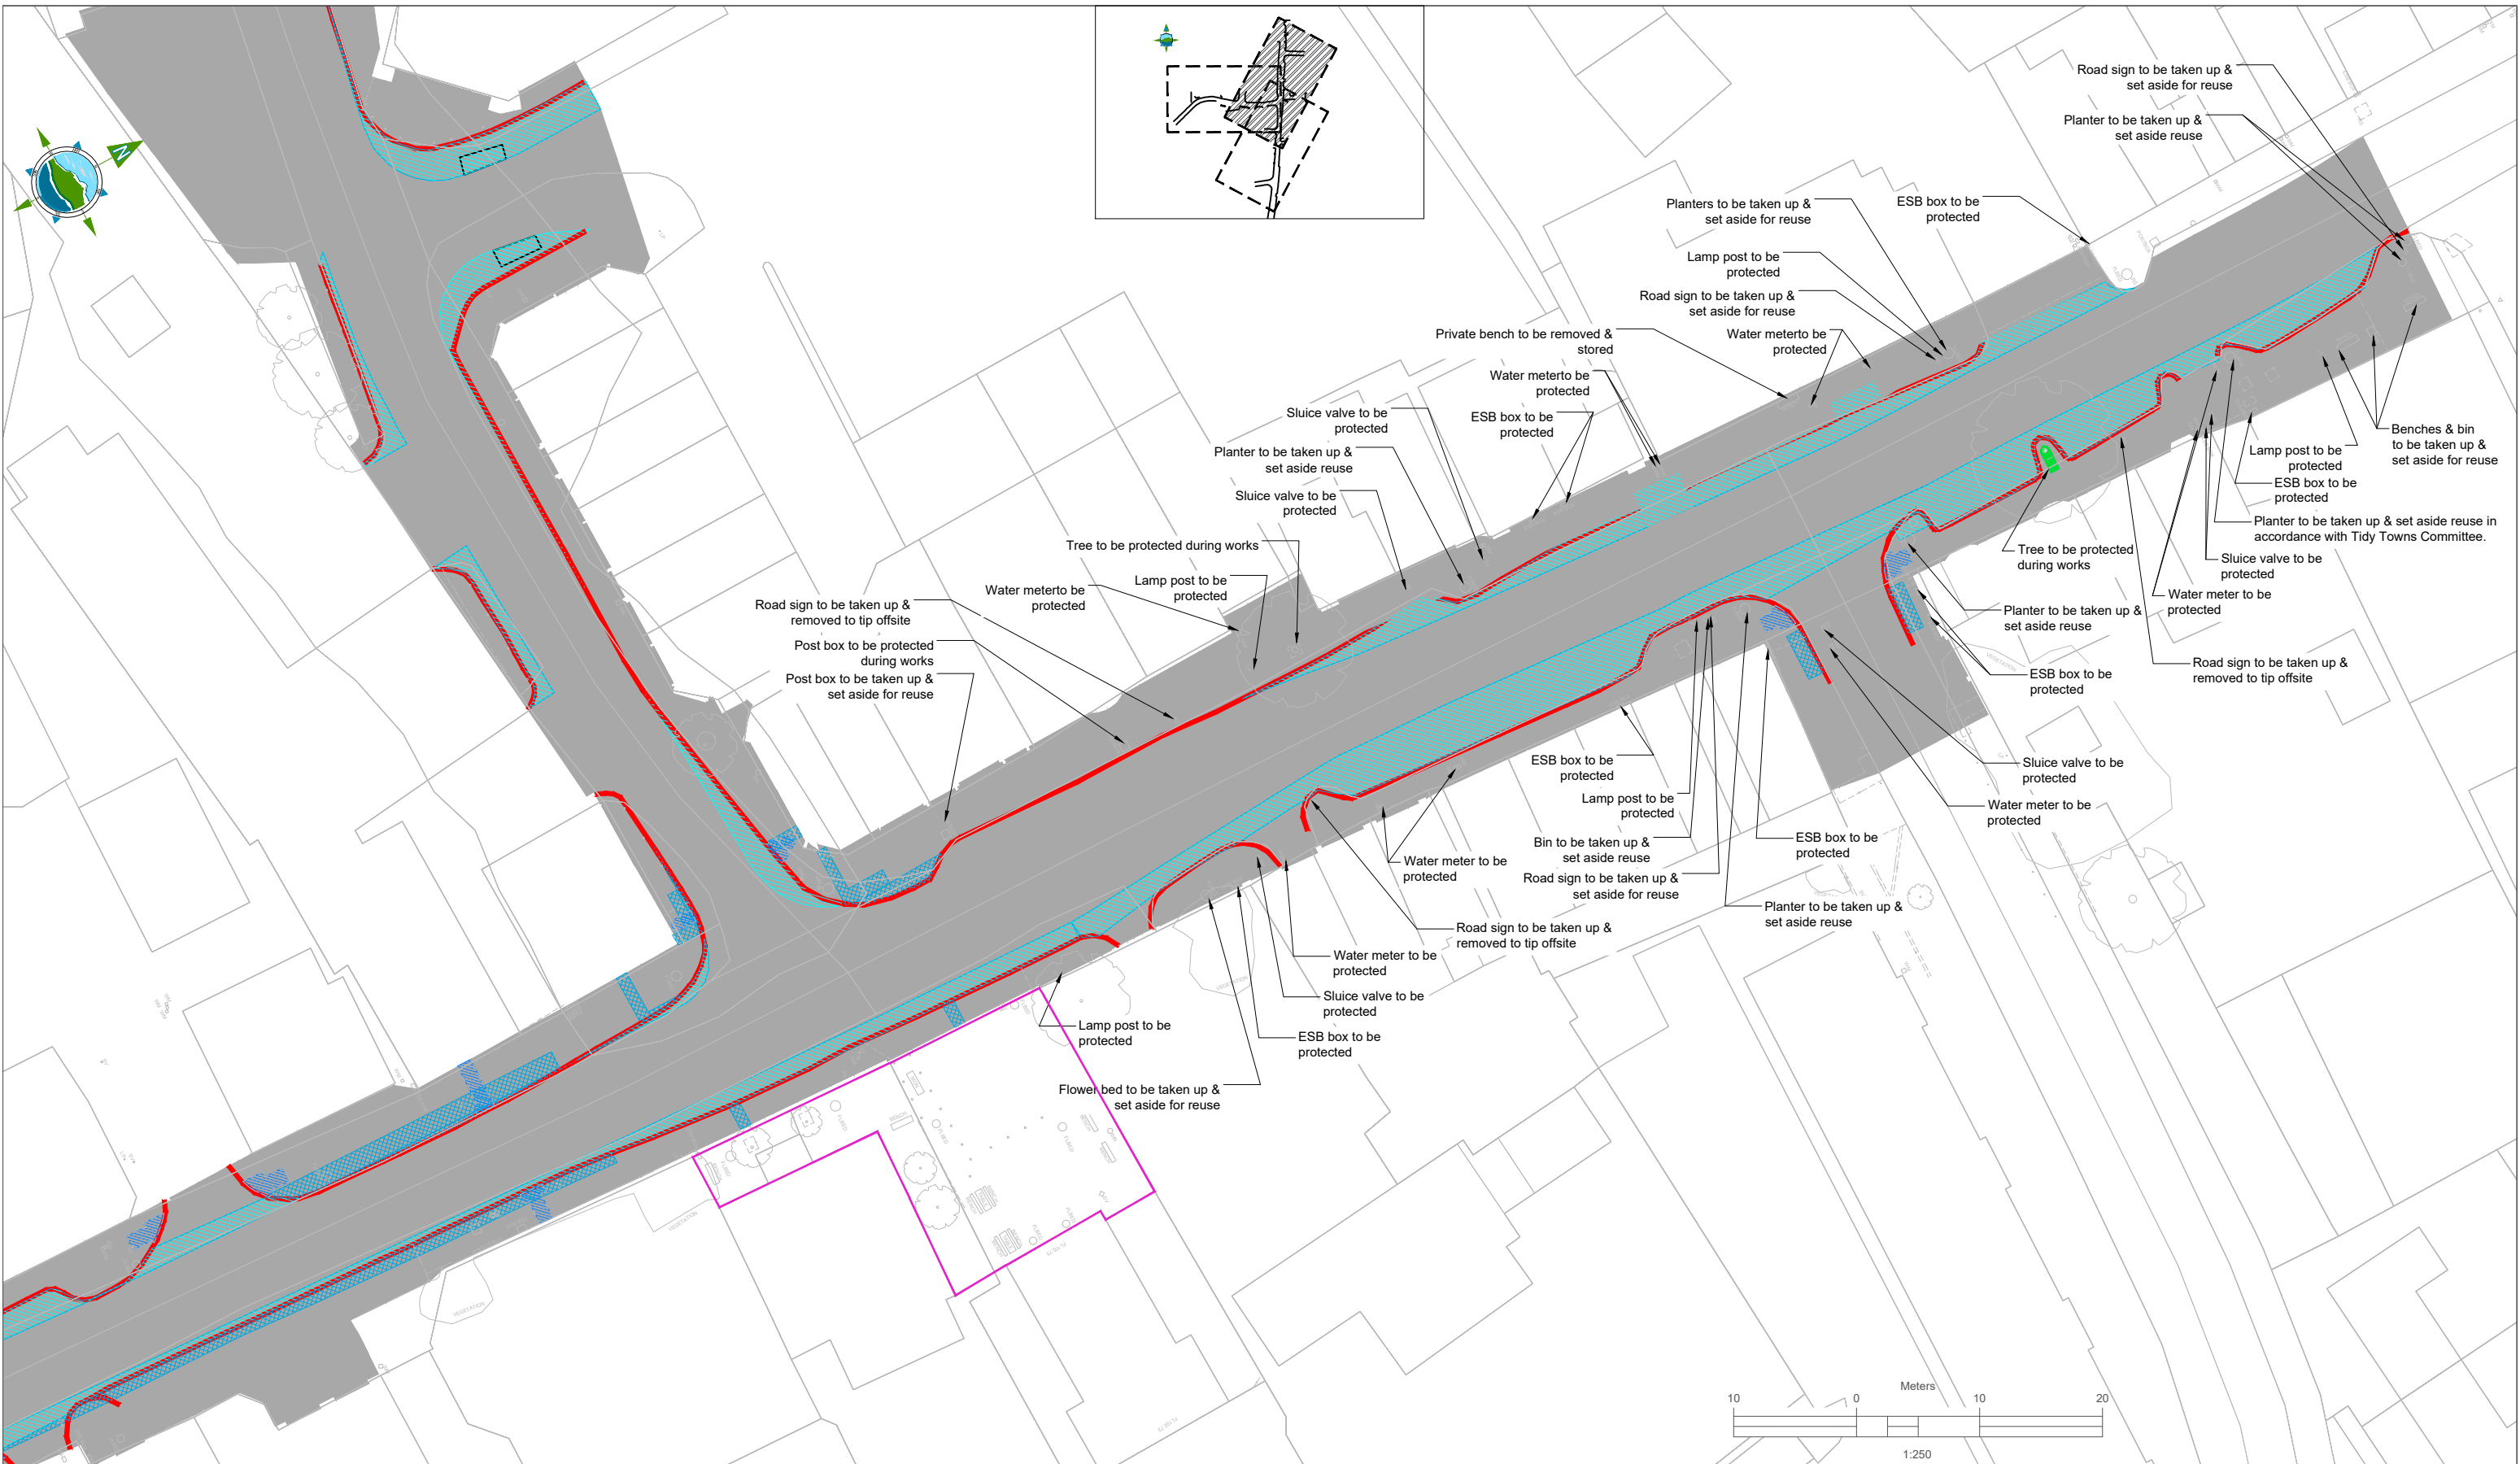 N
Road sign to be taken up &
set aside for reuse
Planter to be taken up &
set aside reuse
Planters to be taken up &
set aside for reuse
ESB box to be
protected
Lamp post to be
protected
Road sign to be taken up &
set aside for reuse
Private bench to be removed &
stored
Water meterto be
protected
Water meterto be
protected
Sluice valve to be
protected
ESB box to be
protected
Planter to be taken up &
set aside reuse
Sluice valve to be
protected
Tree to be protected during works
Lamp post to be
protected
Water meterto be
protected
Road sign to be taken up &
removed to tip offsite
Post box to be protected
during works
Post box to be taken up &
set aside for reuse
Benches & bin
to be taken up &
set aside for reuse
Lamp post to be
protected
ESB box to be
protected
Planter to be taken up & set aside reuse in
accordance with Tidy Towns Committee.
Sluice valve to be
protected
Tree to be protected
during works
Water meter to be
protected
Planter to be taken up &
set aside reuse
Road sign to be taken up &
removed to tip offsite
ESB box to be
protected
Sluice valve to be
protected
Water meter to be
protected
ESB box to be
protected
ESB box to be
protected
Lamp post to be
protected
Bin to be taken up &
set aside reuse
Road sign to be taken up &
set aside for reuse
Planter to be taken up &
set aside reuse
Water meter to be
protected
Road sign to be taken up &
removed to tip offsite
Water meter to be
protected
Sluice valve to be
protected
ESB box to be
protected
Lamp post to be
protected
Flower bed to be taken up &
set aside for reuse
VEGETATION
VEGETATION
VEGETATION
VEGETATION
BENCH
Meters
10 0 10 20
1:250